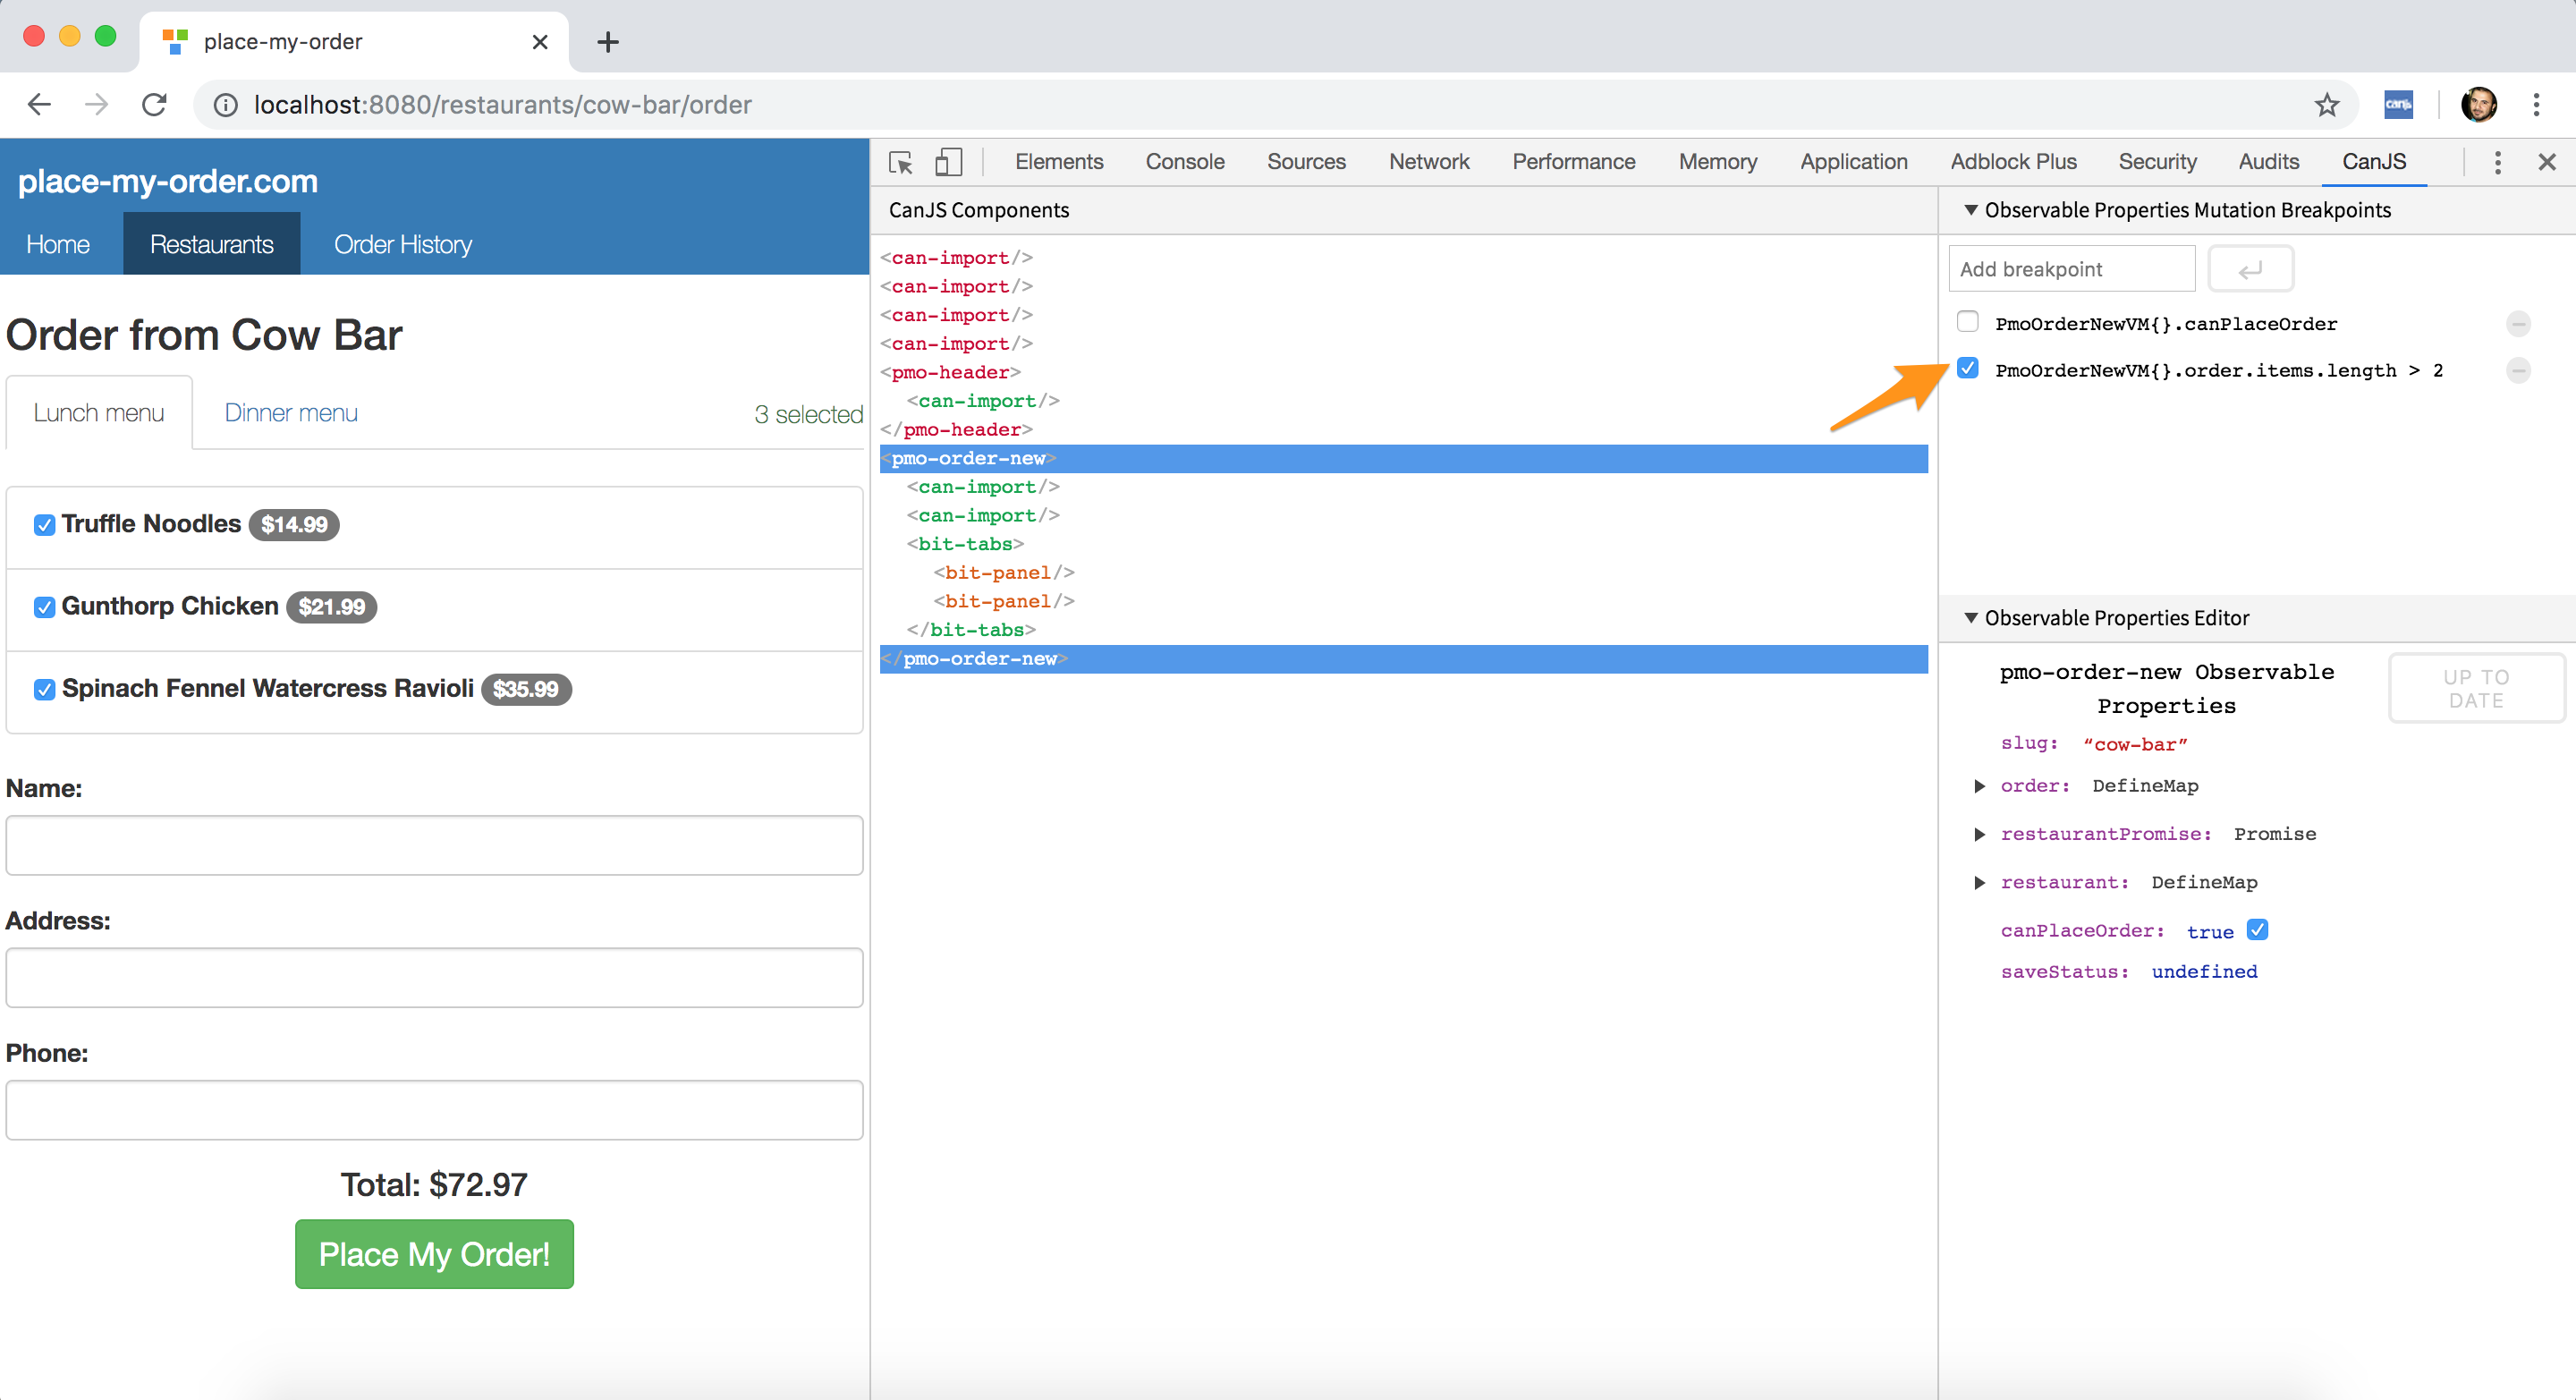 place-my-order
localhost:8080/restaurants/cow-bar/order
canjs
place-my-order.com
Home
Restaurants
Order History
Order from Cow Bar
Lunch menu
Dinner menu
3 selected
Truffle Noodles $14.99
Gunthorp Chicken $21.99
Spinach Fennel Watercress Ravioli $35.99
Name:
Address:
Phone:
Total: $72.97
Place My Order!
Elements
Console
Sources
Network
Performance
Memory
Application
Adblock Plus
Security
Audits
CanJS
CanJS Components
<can-import/>
<can-import/>
<can-import/>
<can-import/>
<pmo-header>
<can-import/>
</pmo-header>
<pmo-order-new>
<can-import/>
<can-import/>
<bit-tabs>
<bit-panel/>
<bit-panel/>
</bit-tabs>
</pmo-order-new>
Observable Properties Mutation Breakpoints
Add breakpoint
PmoOrderNewVM{}.canPlaceOrder
PmoOrderNewVM{}.order.items.length > 2
Observable Properties Editor
pmo-order-new Observable
Properties
UP TO
DATE
slug: “cow-bar”
order: DefineMap
restaurantPromise: Promise
restaurant: DefineMap
canPlaceOrder: true
saveStatus: undefined